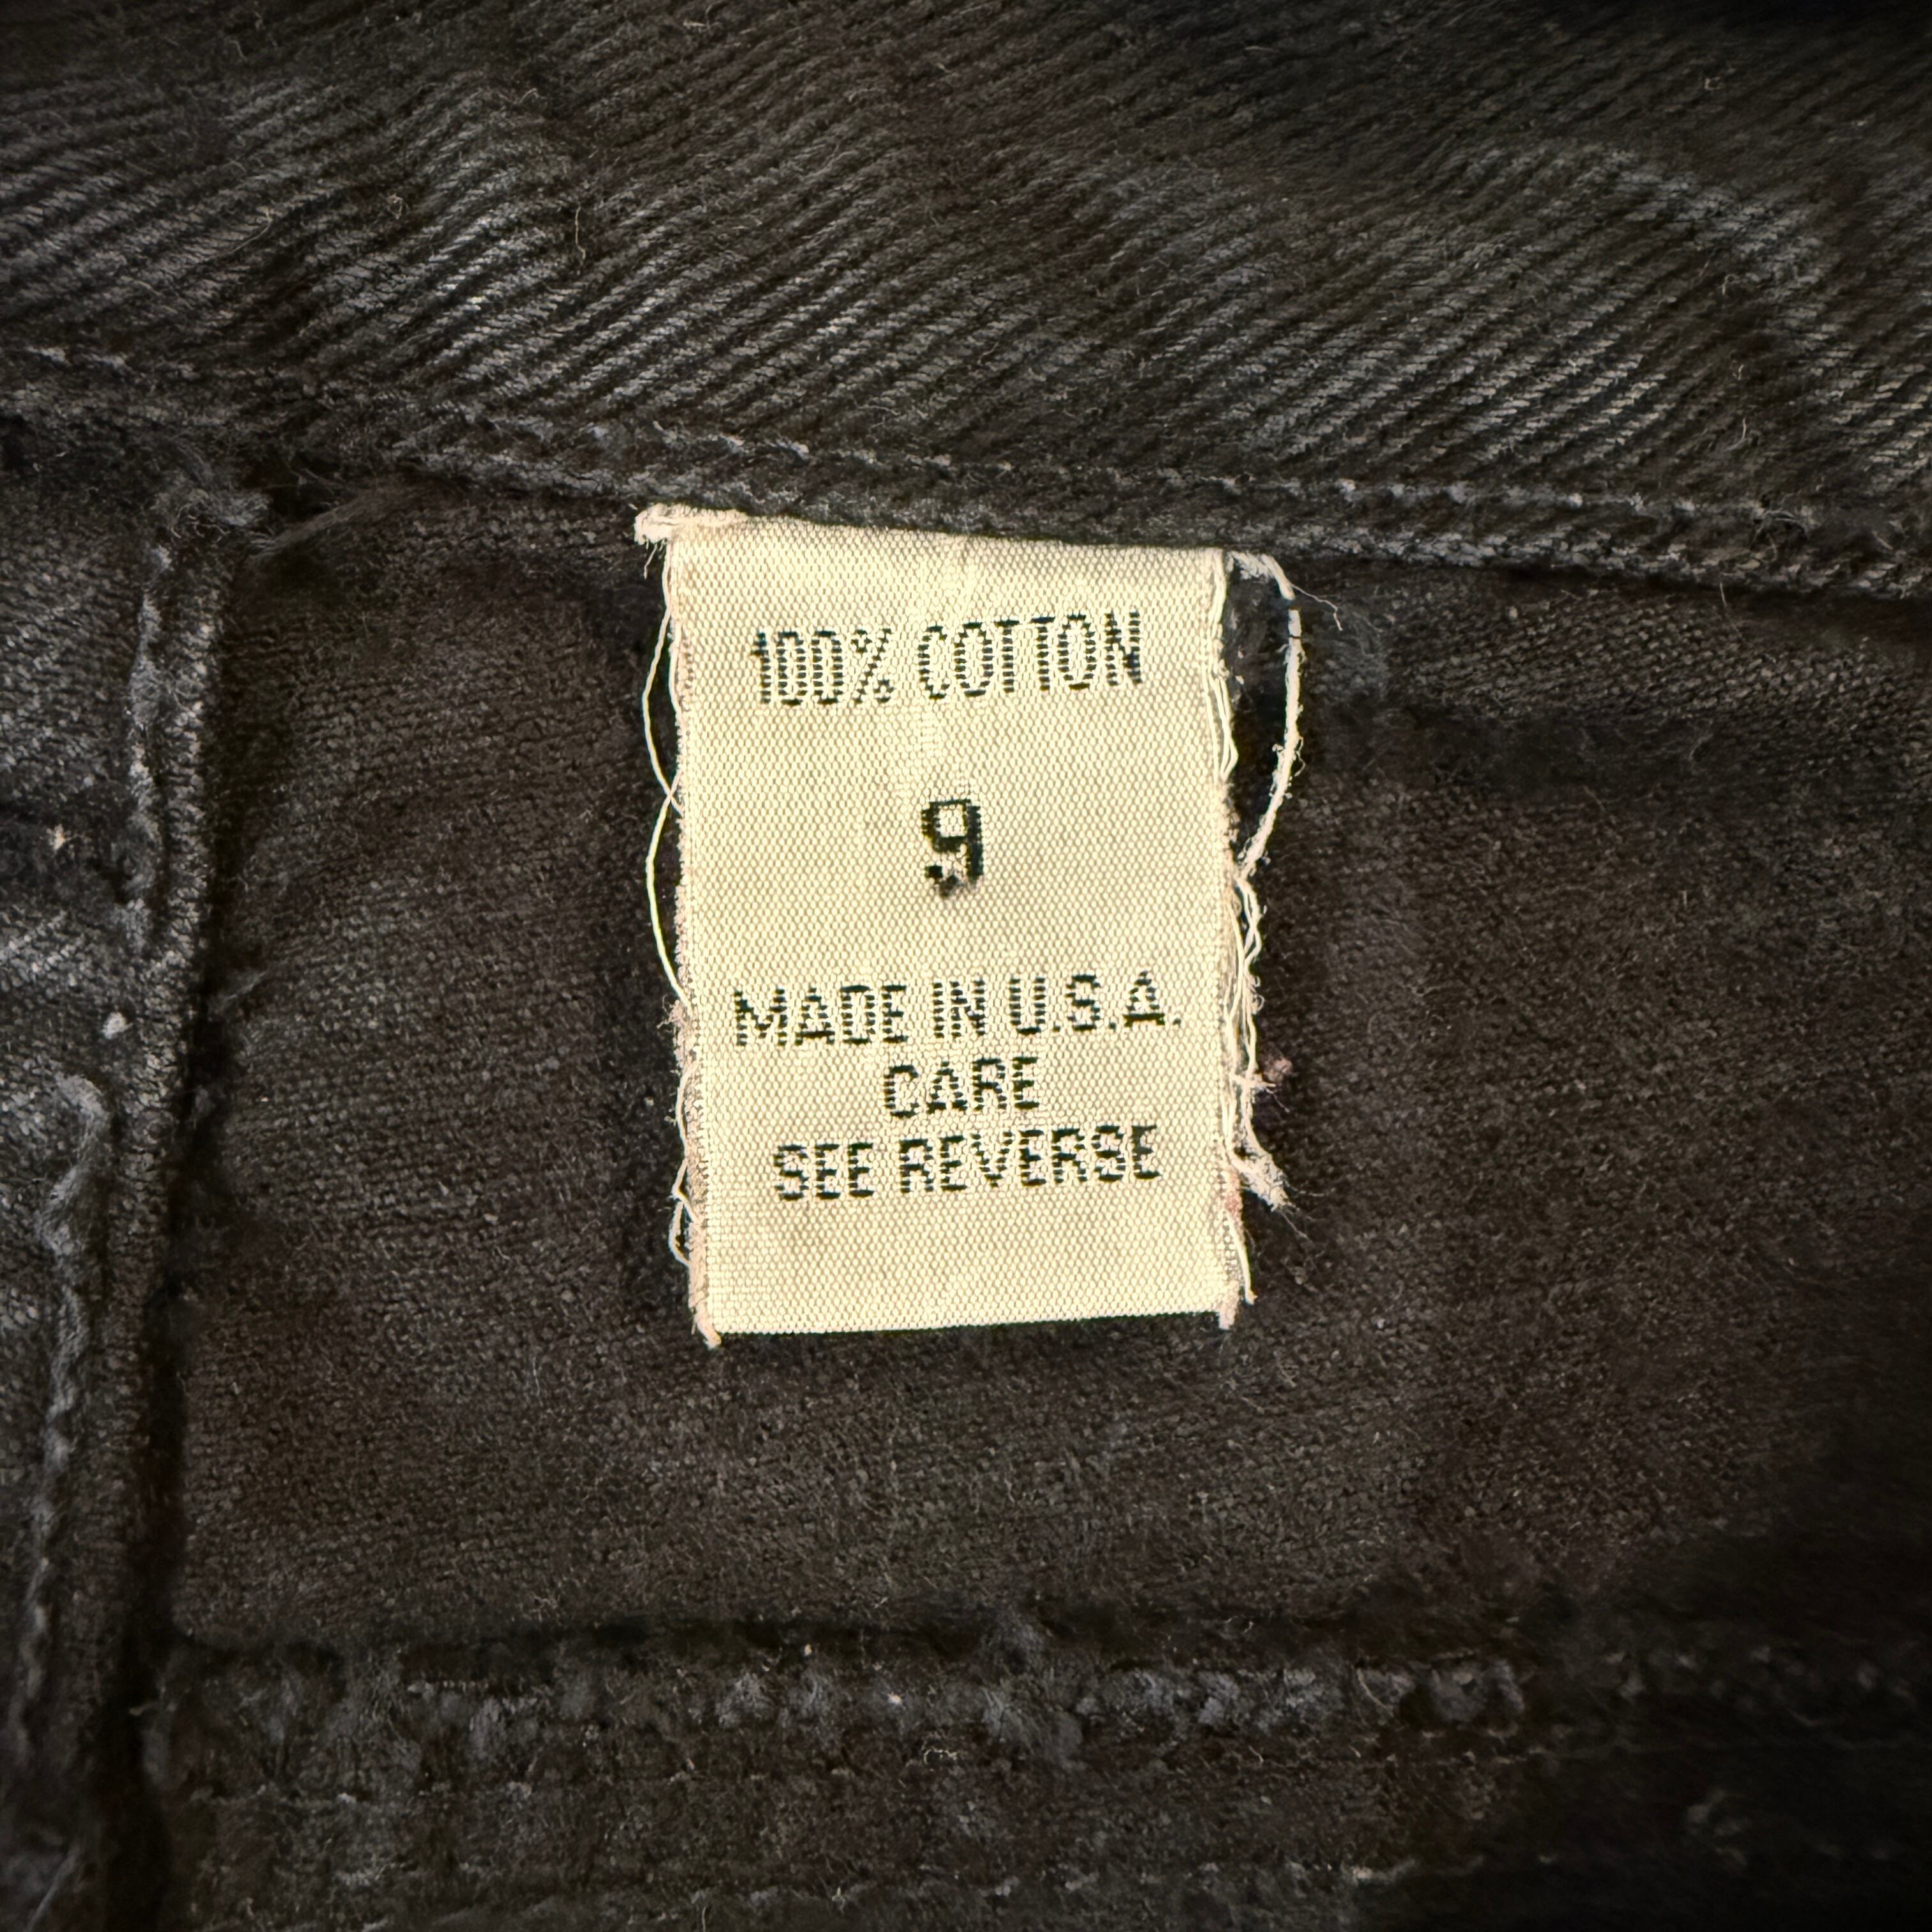 100% COTTON
9
MADE IN U.S.A.
CARE
SEE REVERSE